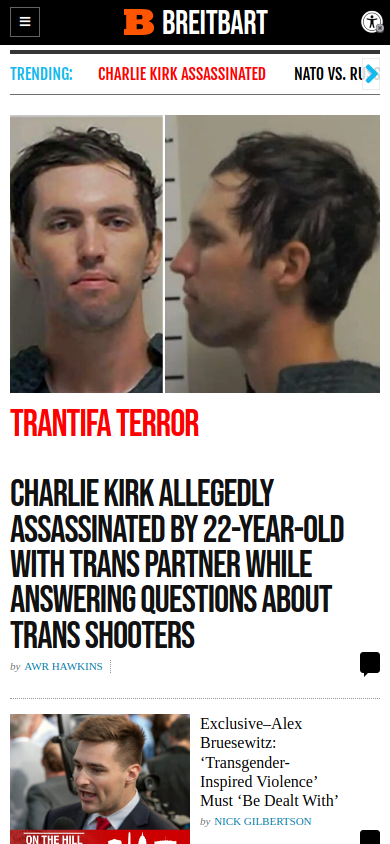 BREITBART
TRENDING: CHARLIE KIRK ASSASSINATED NATO VS. RU
TRANTIFA TERROR
CHARLIE KIRK ALLEGEDLY
ASSASSINATED BY 22-YEAR-OLD
WITH TRANS PARTNER WHILE
ANSWERING QUESTIONS ABOUT
TRANS SHOOTERS
by AWR HAWKINS
Exclusive–Alex
Bruesewitz:
‘Transgender-
Inspired Violence’
Must ‘Be Dealt With’
by NICK GILBERTSON
ON THE HILL